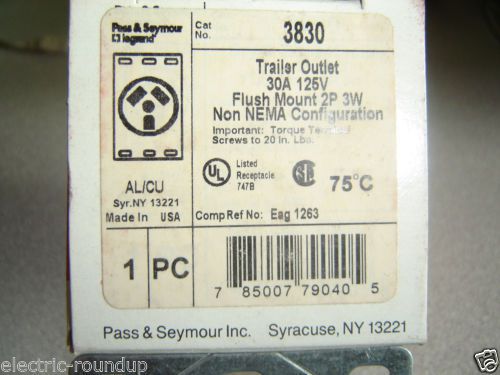 Pass & Seymour
legrand
Cat
No.
3830
Trailer Outlet
30A 125V
Flush Mount 2P 3W
Non NEMA Configuration
Important: Torque
Screws to 20 In. Lbs.
AL/CU
Syr. NY 13221
Made In USA
UL
Listed
Receptacle
747B
75°C
Comp Ref No: Eag 1263
1 PC
7 85007 79040 5
Pass & Seymour Inc. Syracuse, NY 13221
electric-roundup